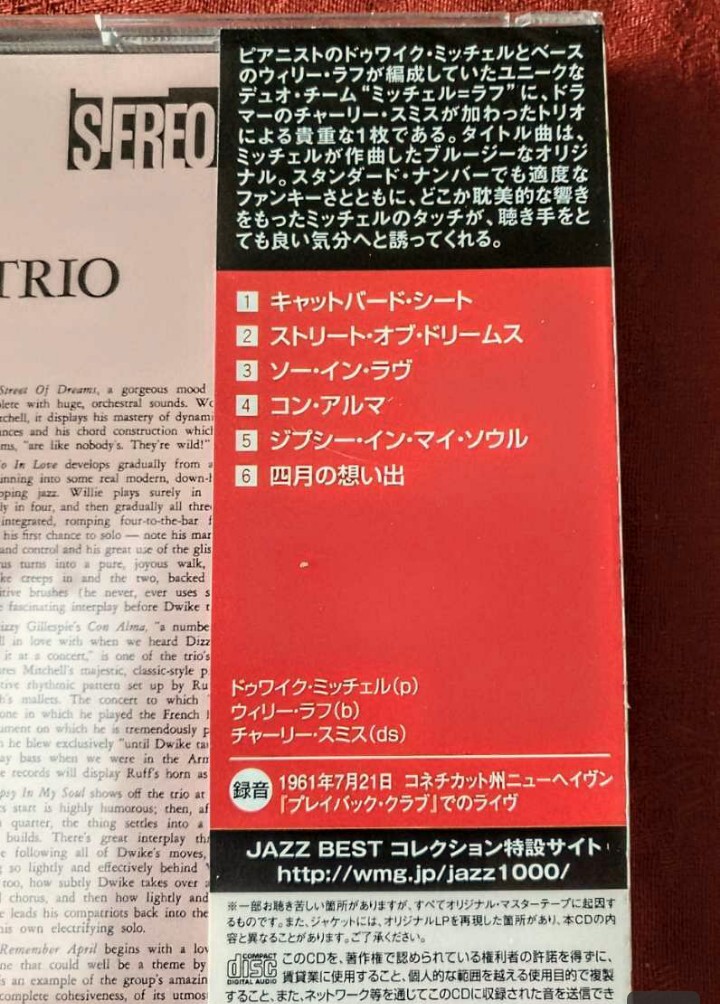 STEREO
TRIO
Street Of Dreams, a gorgeous mood
plete with huge, orchestral sounds.
tchell, it displays his mastery of
and his chord construction
"are like nobody's. They're wild!"
In Love develops gradually from
into some real modern,
jazz. Willie plays surely in
in four, and then gradually all
integrated, romping four-to-the-bar
his first chance to solo — note his
and control and his great use of the
turns into a pure, joyous walk,
creeps in and the two, backed
brushes (he never, ever uses
fascinating interplay before Dwike
Gillespie's Con Alma, "a
in love with when we heard
it at a concert," is one of the trio's
Mitchell's majestic, classic-style
rhythmic pattern set up by
mallets. The concert to which
one in which he played the French
on which he is tremendously
he blew exclusively "until Dwike
bass when we were in the
records will display Ruff's horn as
In My Soul shows off the trio at
start is highly humorous; then,
quarter, the thing settles into a
builds. There's great interplay
following all of Dwike's moves,
so lightly and effectively behind
too, how subtly Dwike takes over
chorus, and then how lightly and
leads his compatriots back into the
own electrifying solo.
Remember April begins with a
that could well be a theme by
is an example of the group's
complete cohesiveness, of its
ピアニストのドゥワイク・ミッチェルとベース
のウィリー・ラフが編成していたユニークな
デュオ・チーム“ミッチェル=ラフ”に、ドラ
マーのチャーリー・スミスが加わったトリオ
による貴重な1枚である。タイトル曲は、
ミッチェルが作曲したブルージーなオリジ
ナル。スタンダード・ナンバーでも適度な
ファンキーさとともに、どこか耽美的な響き
をもったミッチェルのタッチが、聴き手をと
ても良い気分へと誘ってくれる。
1 キャットバード・シート
2 ストリート・オブ・ドリームス
3 ソー・イン・ラヴ
4 コン・アルマ
5 ジプシー・イン・マイ・ソウル
6 四月の想い出
ドゥワイク・ミッチェル(p)
ウィリー・ラフ(b)
チャーリー・スミス(ds)
録音 1961年7月21日 コネチカット州ニューヘイヴン
『プレイバック・クラブ』でのライヴ
JAZZ BEST コレクション特設サイト
http://wmg.jp/jazz1000/
※一部お聴き苦しい箇所がありますが、すべてオリジナル・マスターテープに起因す
るものです。また、ジャケットには、オリジナルLPを再現した箇所があり、本CDの内
容と異なることがあります。ご了承ください。
COMPACT disc DIGITAL AUDIO
このCDを、著作権で認められている権利者の許諾を得ずに、
賃貸業に使用すること、個人的な範囲を越える使用目的で複製
すること、また、ネットワーク等を通じてこのCDに収録された音を送信でき